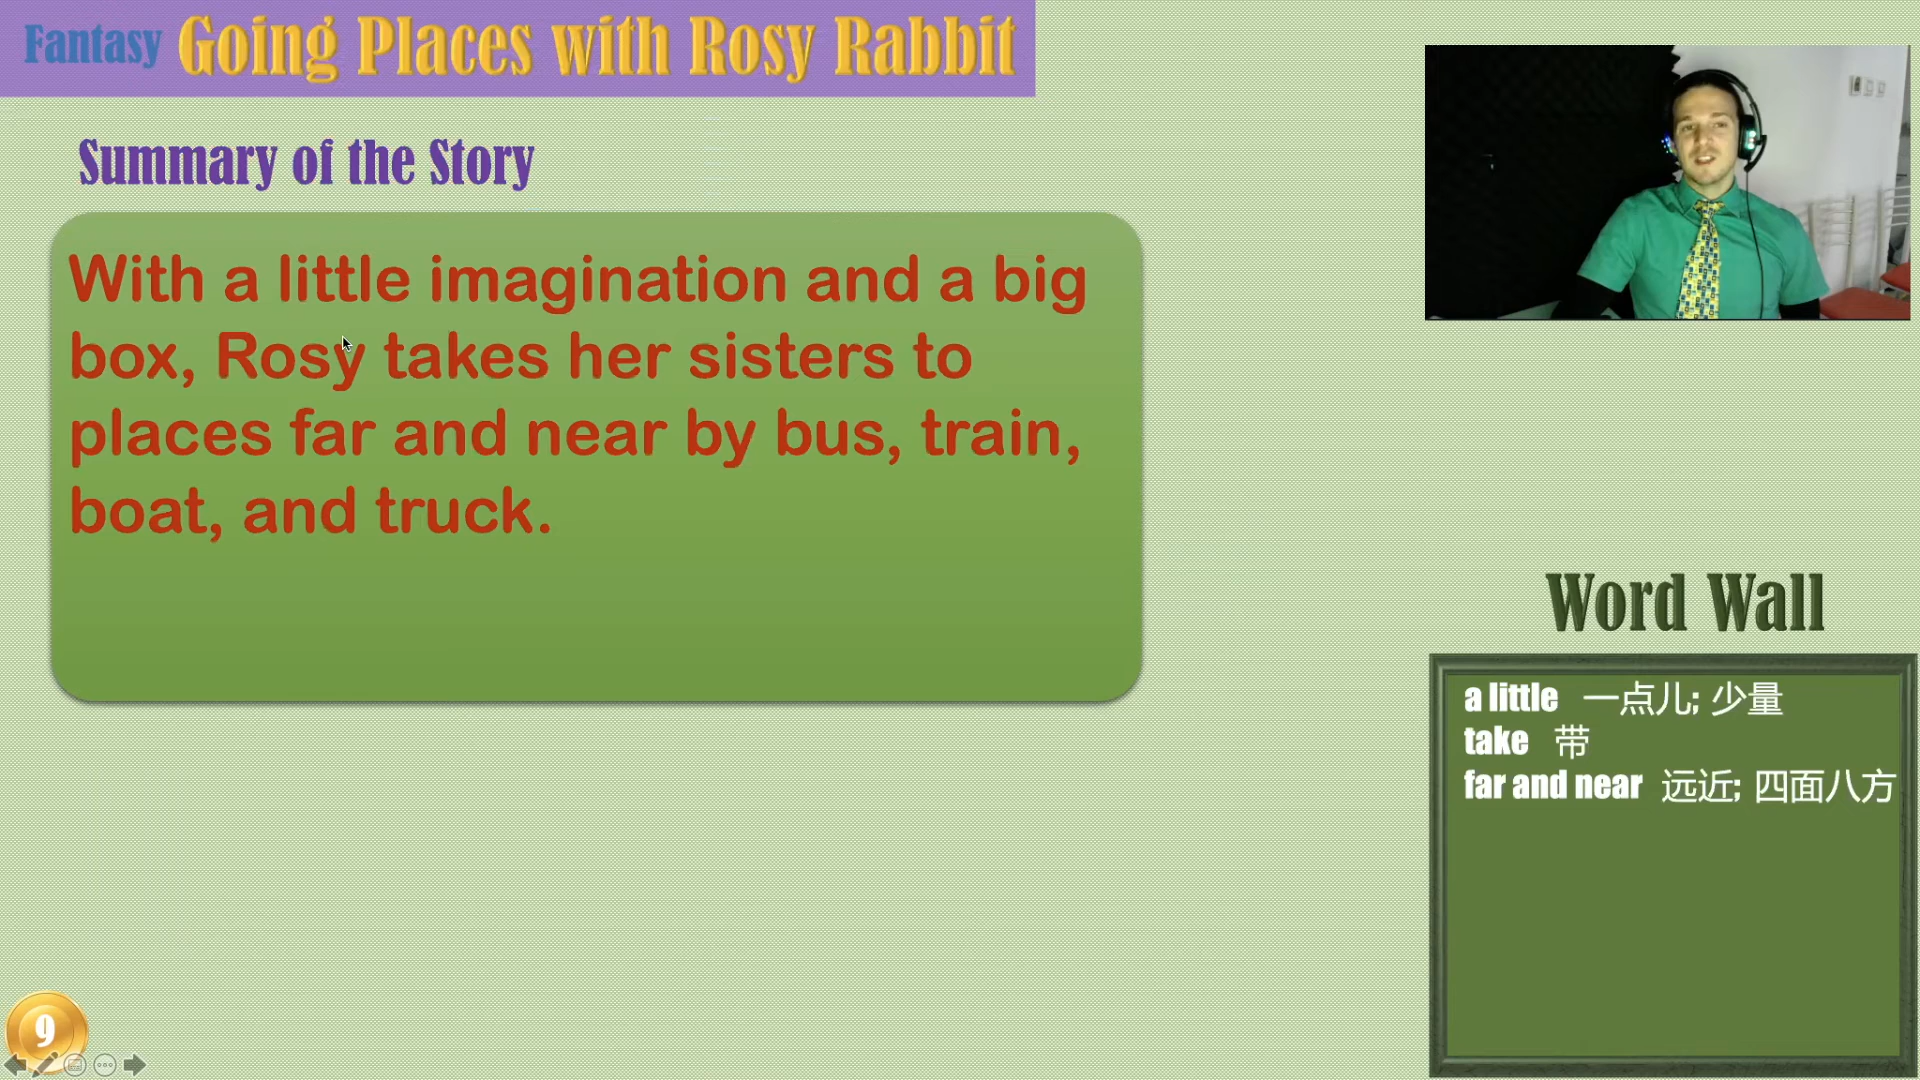 Fantasy Going Places with Rosy Rabbit
Summary of the Story
With a little imagination and a big
box, Rosy takes her sisters to
places far and near by bus, train,
boat, and truck.
Word Wall
a little 一点儿; 少量
take 带
far and near 远近; 四面八方
9